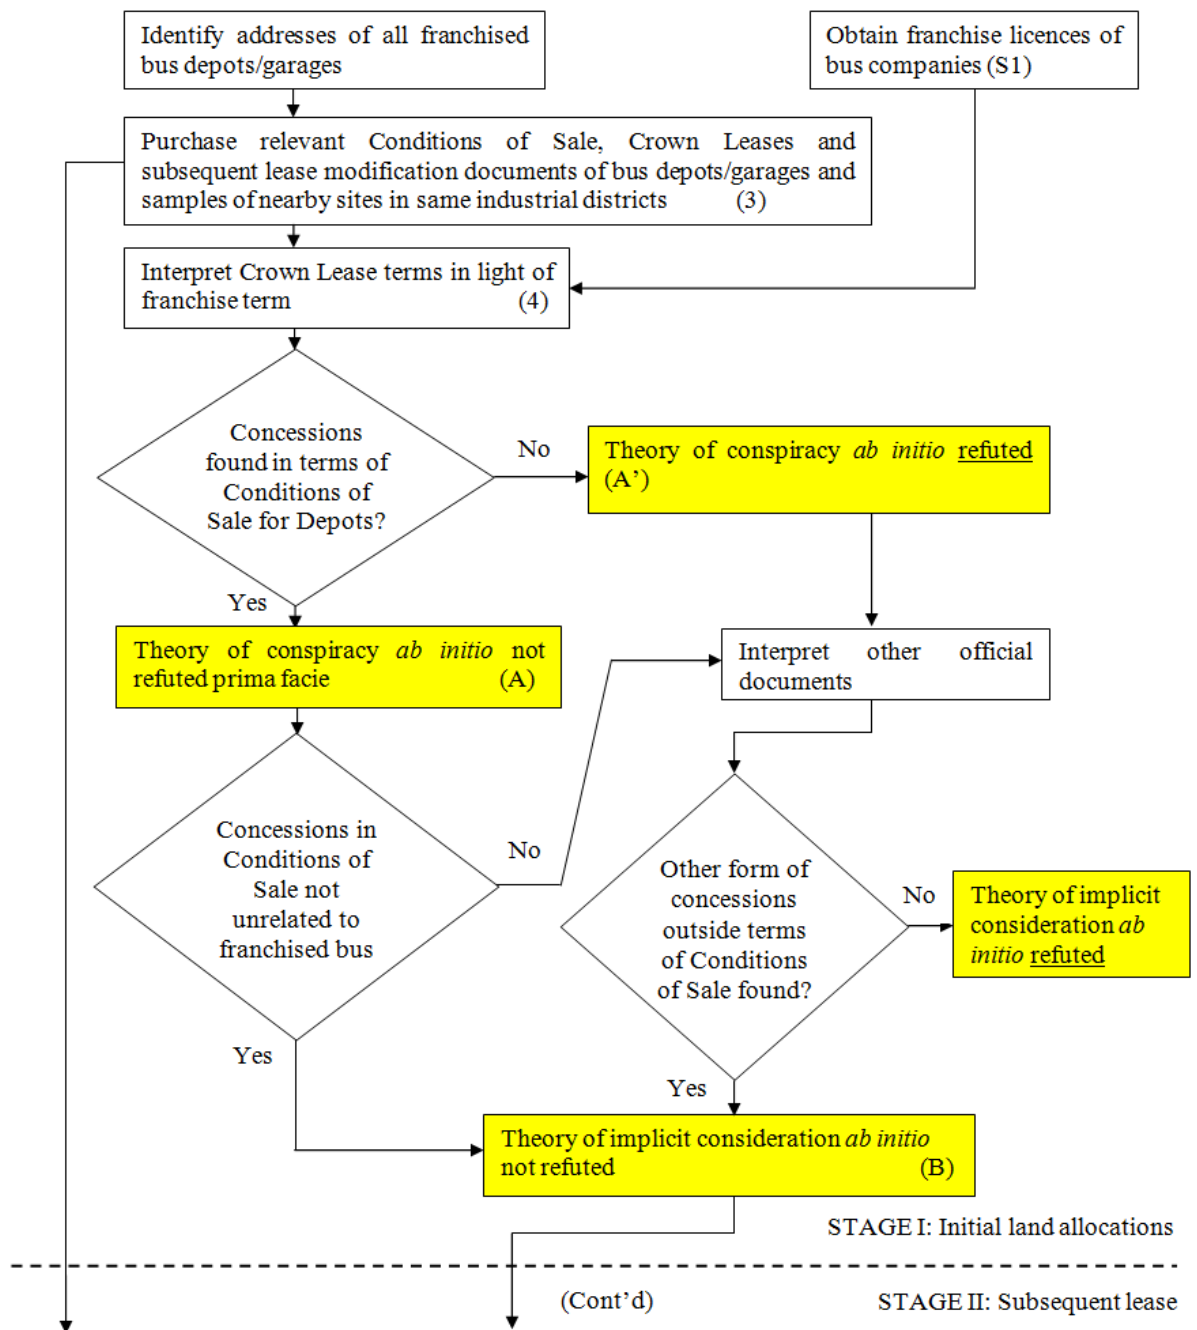 Identify addresses of all franchised
bus depots/garages
Obtain franchise licences of
bus companies (S1)
Purchase relevant Conditions of Sale, Crown Leases and
subsequent lease modification documents of bus depots/garages and
samples of nearby sites in same industrial districts (3)
Interpret Crown Lease terms in light of
franchise term (4)
Concessions
found in terms of
Conditions of
Sale for Depots?
No
Theory of conspiracy ab initio refuted
(A’)
Yes
Theory of conspiracy ab initio not
refuted prima facie (A)
Interpret other official
documents
Concessions in
Conditions of
Sale not
unrelated to
franchised bus
No
Other form of
concessions
outside terms
of Conditions
of Sale found?
No
Theory of implicit
consideration ab
initio refuted
Yes
Yes
Theory of implicit consideration ab initio
not refuted (B)
STAGE I: Initial land allocations
(Cont’d)
STAGE II: Subsequent lease